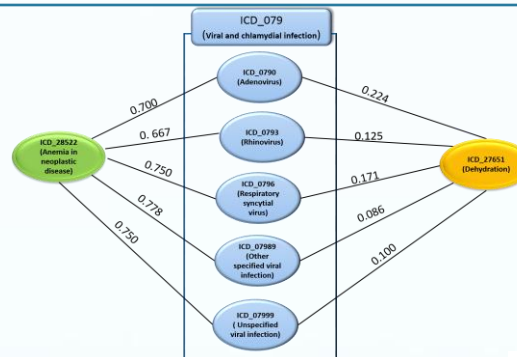 ICD_079
(Viral and chlamydial infection)
ICD_0790
(Adenovirus)
0.700
0.224
ICD_28522
(Anemia in
neoplastic
disease)
0. 667
ICD_0793
(Rhinovirus)
0.125
ICD_27651
(Dehydration)
0.750
ICD_0796
(Respiratory
syncytial
virus)
0.171
0.778
0.086
ICD_07989
(Other
specified viral
infection)
0.750
0.100
ICD_07999
( Unspecified
viral infection)